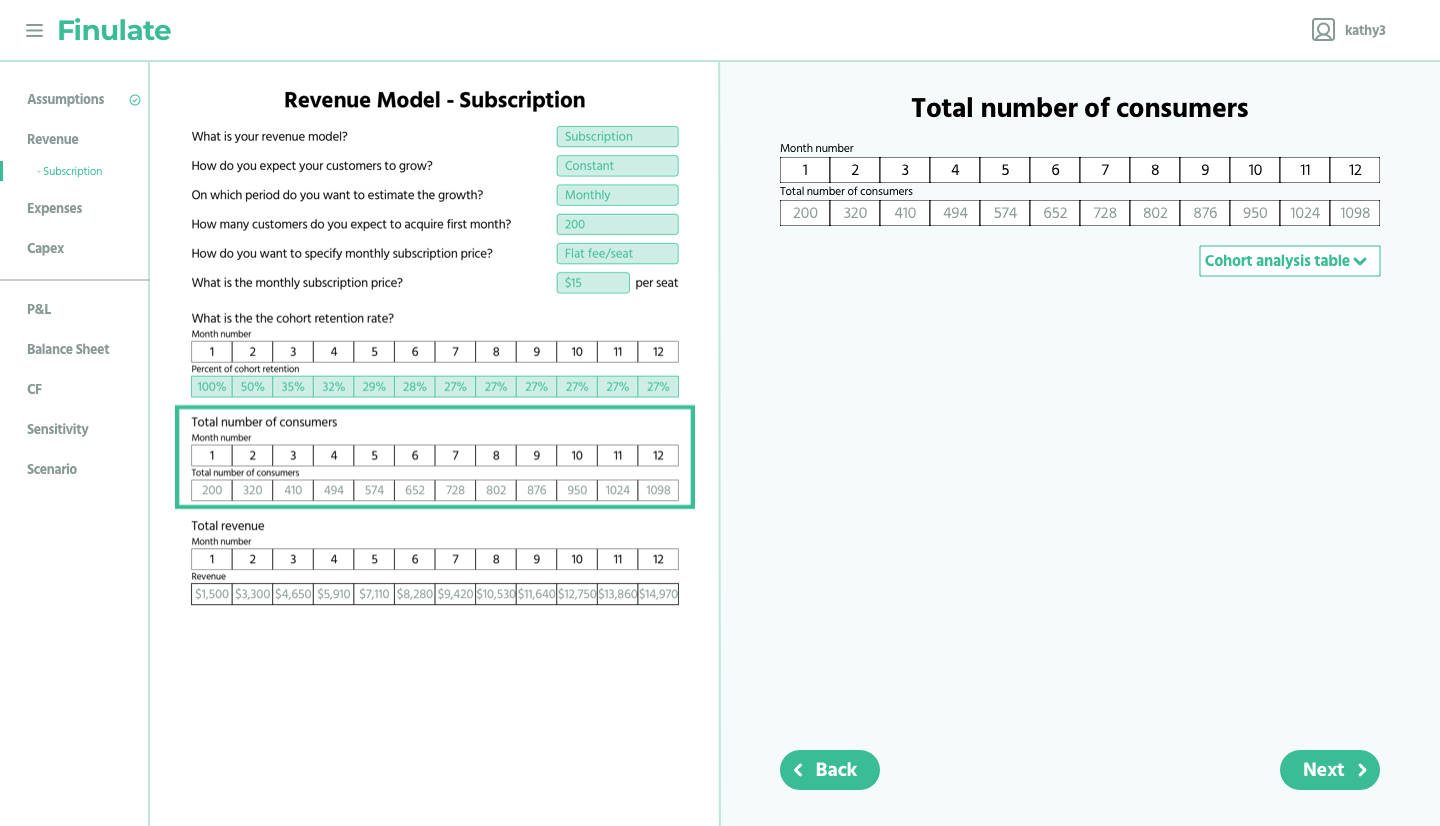 Finulate
kathy3
Assumptions
Revenue
- Subscription
Expenses
Capex
P&L
Balance Sheet
CF
Sensitivity
Scenario
Revenue Model - Subscription
What is your revenue model? Subscription
How do you expect your customers to grow? Constant
On which period do you want to estimate the growth? Monthly
How many customers do you expect to acquire first month? 200
How do you want to specify monthly subscription price? Flat fee/seat
What is the monthly subscription price? $15 per seat
What is the the cohort retention rate?
Month number
1 2 3 4 5 6 7 8 9 10 11 12
Percent of cohort retention
100% 50% 35% 32% 29% 28% 27% 27% 27% 27% 27% 27%
Total number of consumers
Month number
1 2 3 4 5 6 7 8 9 10 11 12
Total number of consumers
200 320 410 494 574 652 728 802 876 950 1024 1098
Total revenue
Month number
1 2 3 4 5 6 7 8 9 10 11 12
Revenue
$1,500 $3,300 $4,650 $5,910 $7,110 $8,280 $9,420 $10,530 $11,640 $12,750 $13,860 $14,970
Total number of consumers
Month number
1 2 3 4 5 6 7 8 9 10 11 12
Total number of consumers
200 320 410 494 574 652 728 802 876 950 1024 1098
Cohort analysis table
Back
Next